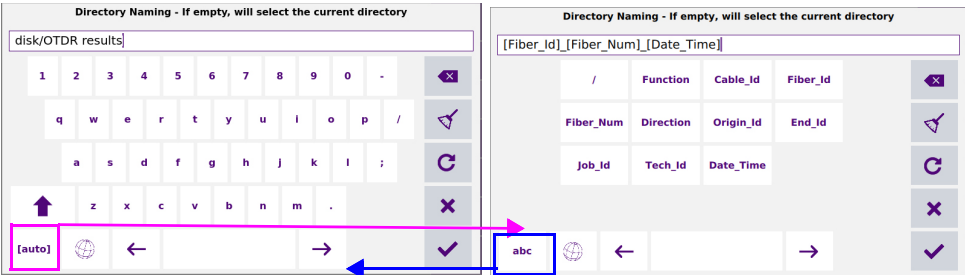 Directory Naming - If empty, will select the current directory
disk/OTDR results
1 2 3 4 5 6 7 8 9 0 -
q w e r t y u i o p /
a s d f g h j k l ;
z x c v b n m .
[auto]
Directory Naming - If empty, will select the current directory
[Fiber_Id]_[Fiber_Num]_[Date_Time]
/ Function Cable_Id Fiber_Id
Fiber_Num Direction Origin_Id End_Id
Job_Id Tech_Id Date_Time
abc